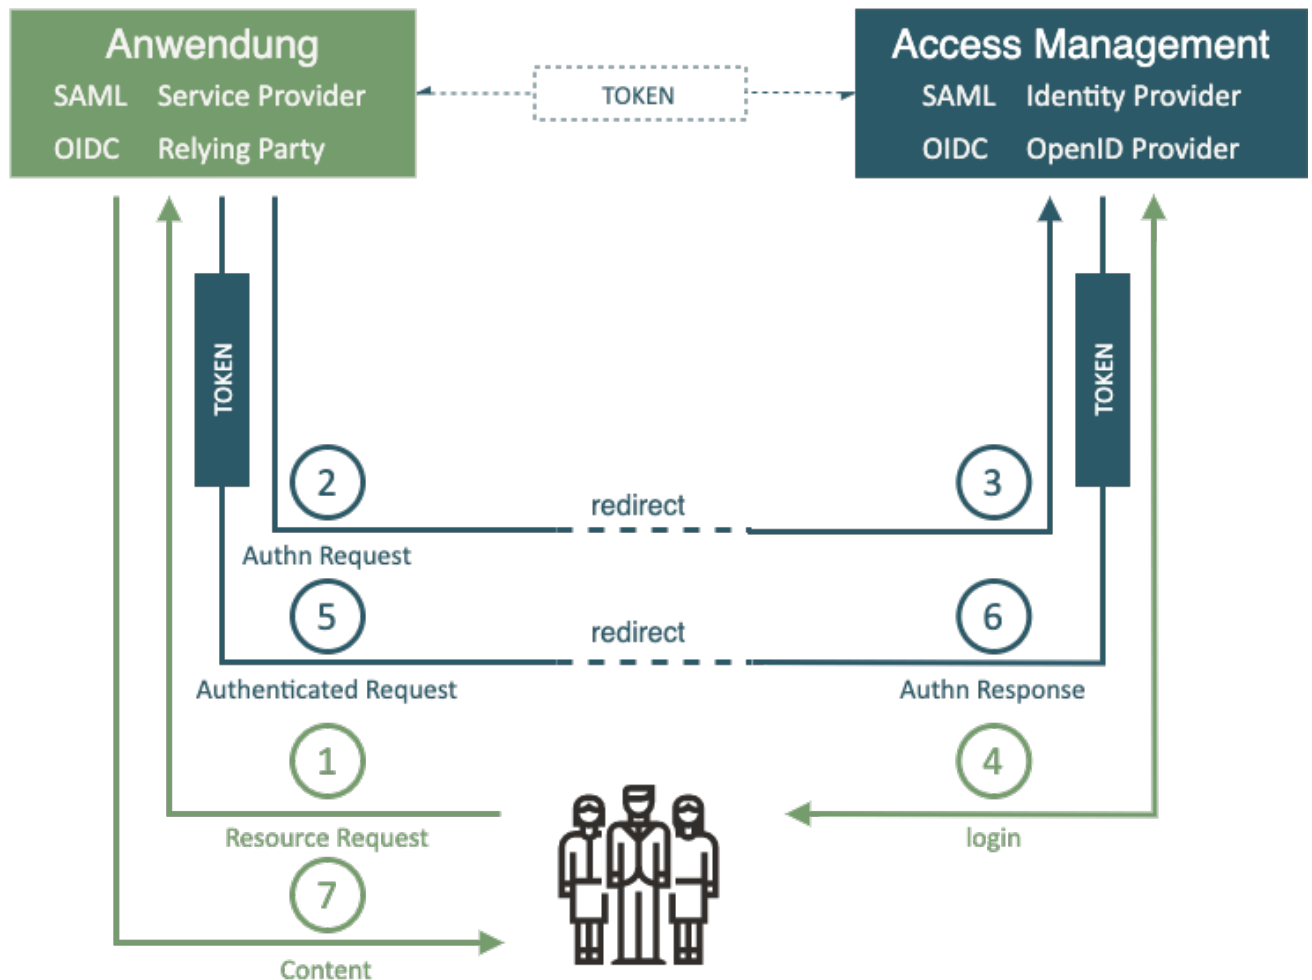 Anwendung
SAML Service Provider
OIDC Relying Party
TOKEN
Access Management
SAML Identity Provider
OIDC OpenID Provider
TOKEN
TOKEN
2
redirect
3
Authn Request
5
redirect
6
Authenticated Request
Authn Response
1
4
Resource Request
login
7
Content